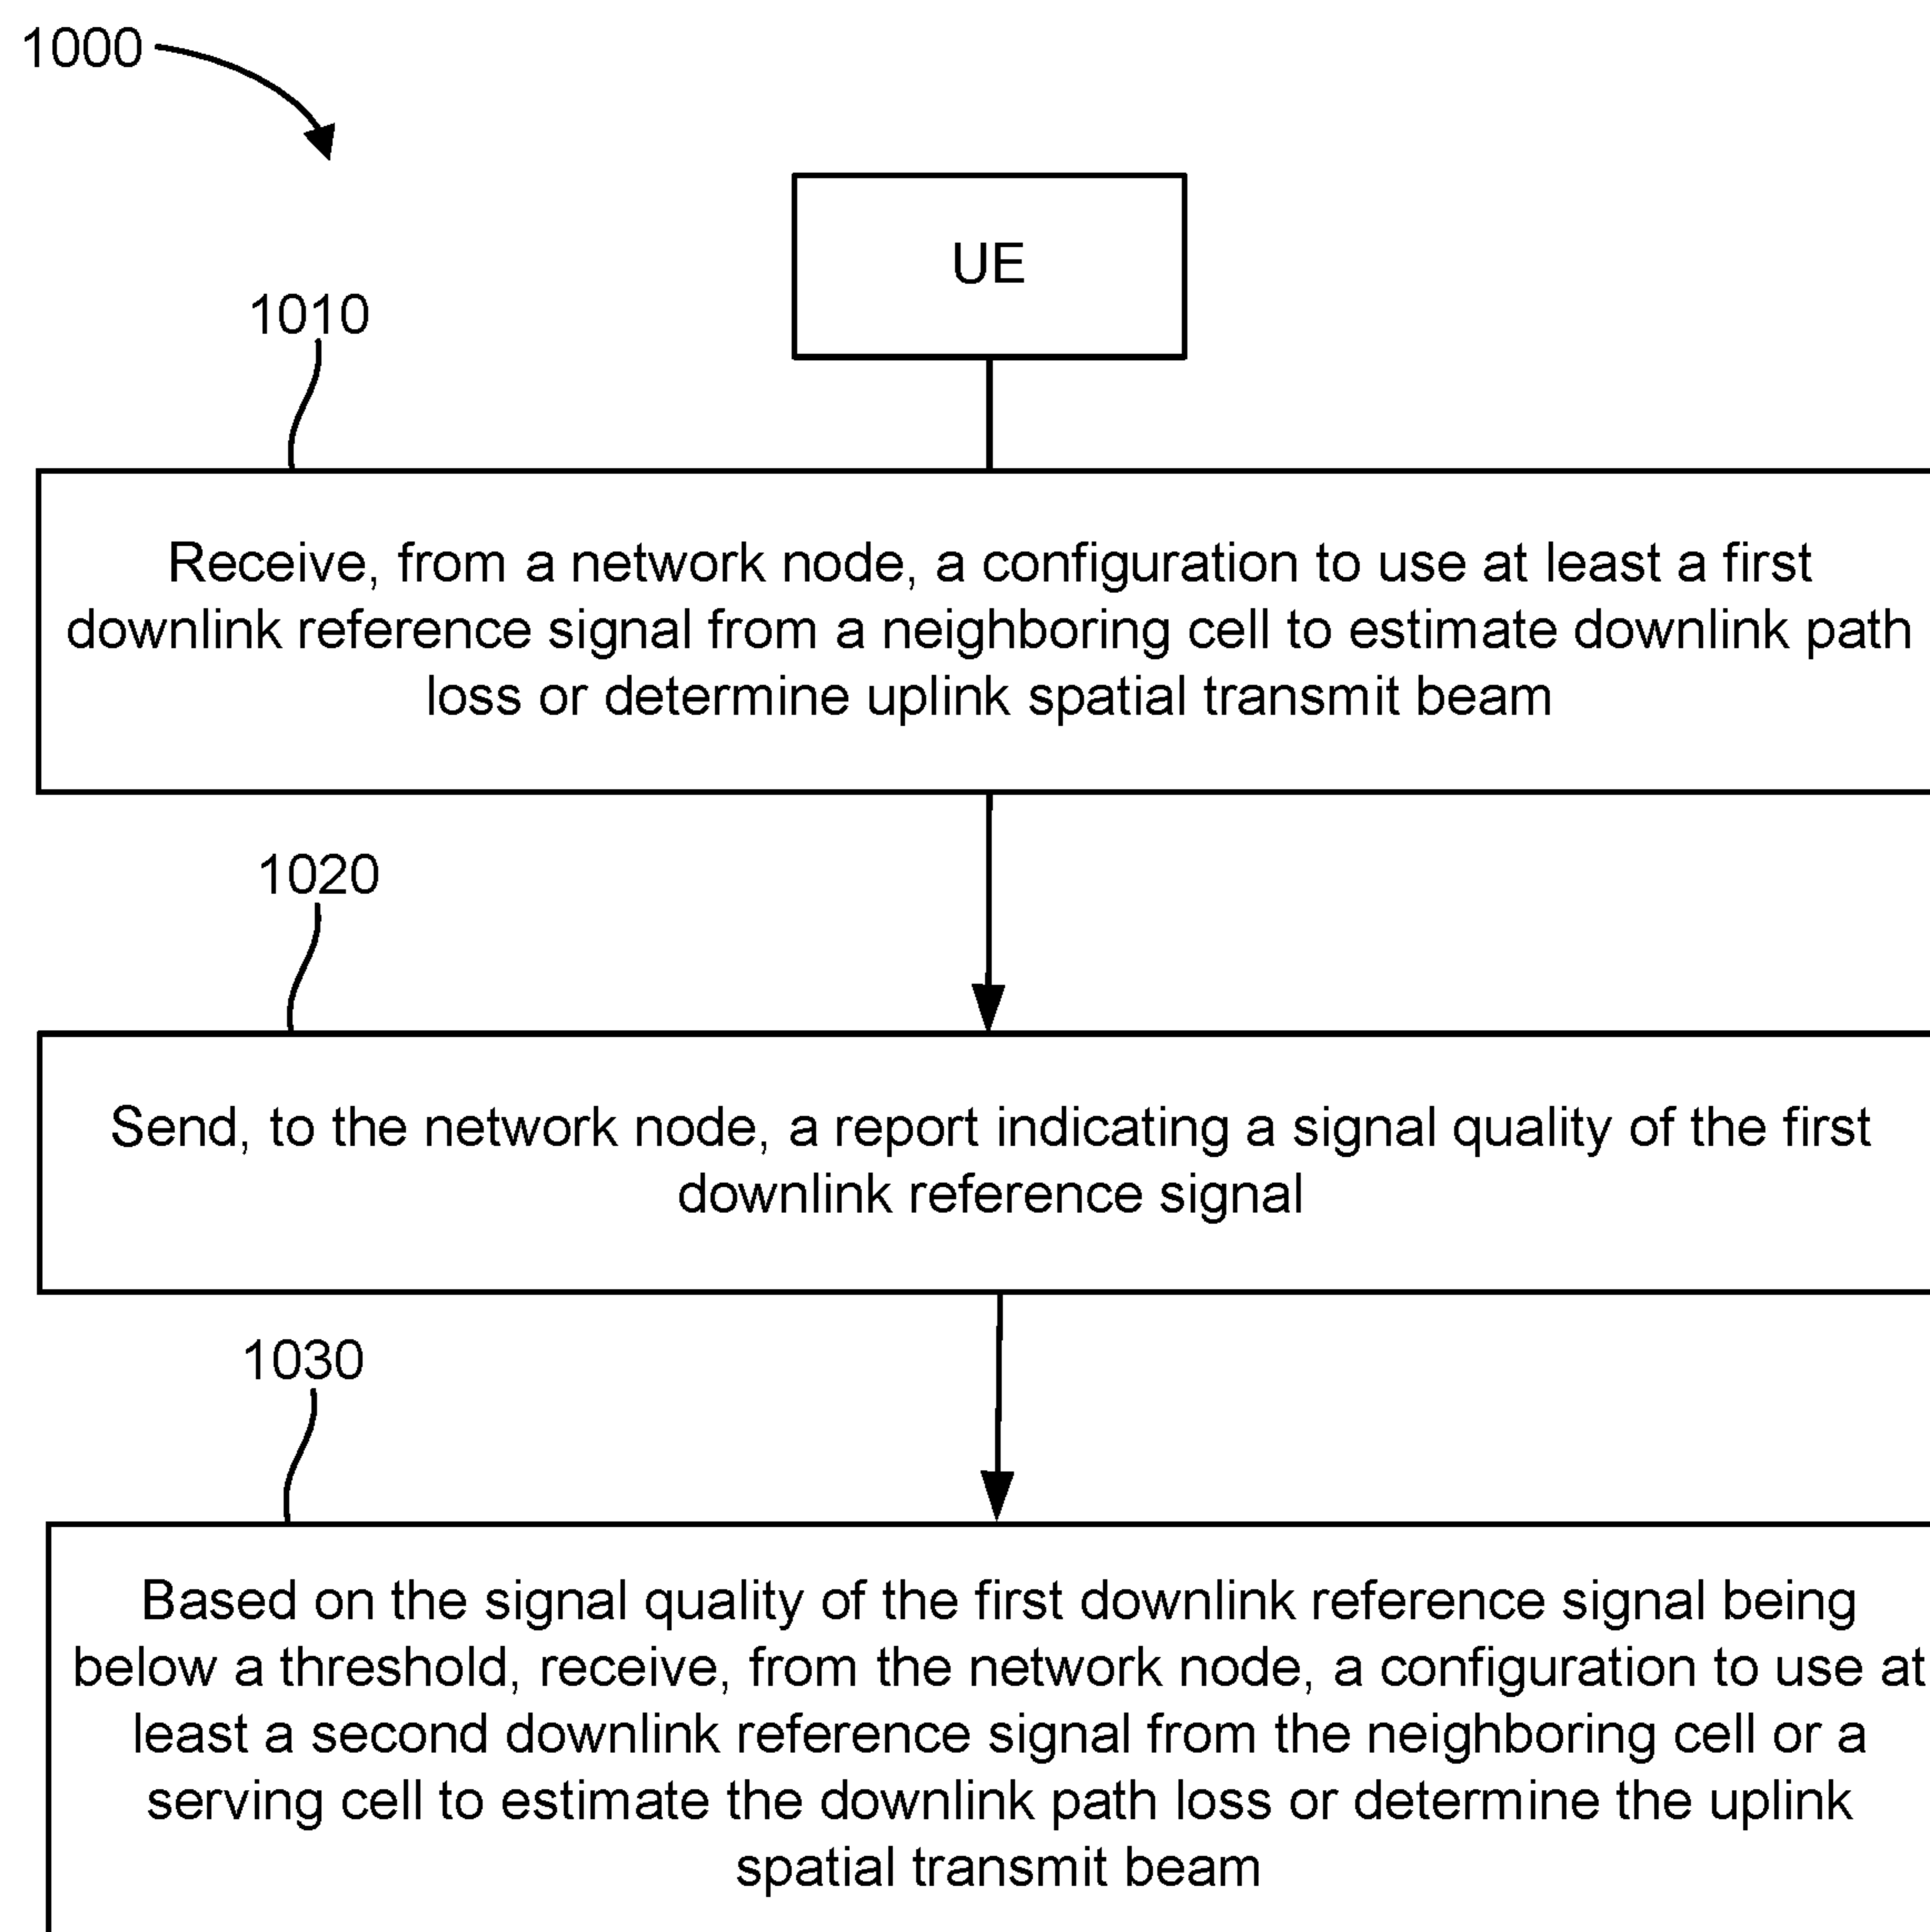 1000
UE
1010
Receive, from a network node, a configuration to use at least a first
downlink reference signal from a neighboring cell to estimate downlink path
loss or determine uplink spatial transmit beam
1020
Send, to the network node, a report indicating a signal quality of the first
downlink reference signal
1030
Based on the signal quality of the first downlink reference signal being
below a threshold, receive, from the network node, a configuration to use at
least a second downlink reference signal from the neighboring cell or a
serving cell to estimate the downlink path loss or determine the uplink
spatial transmit beam